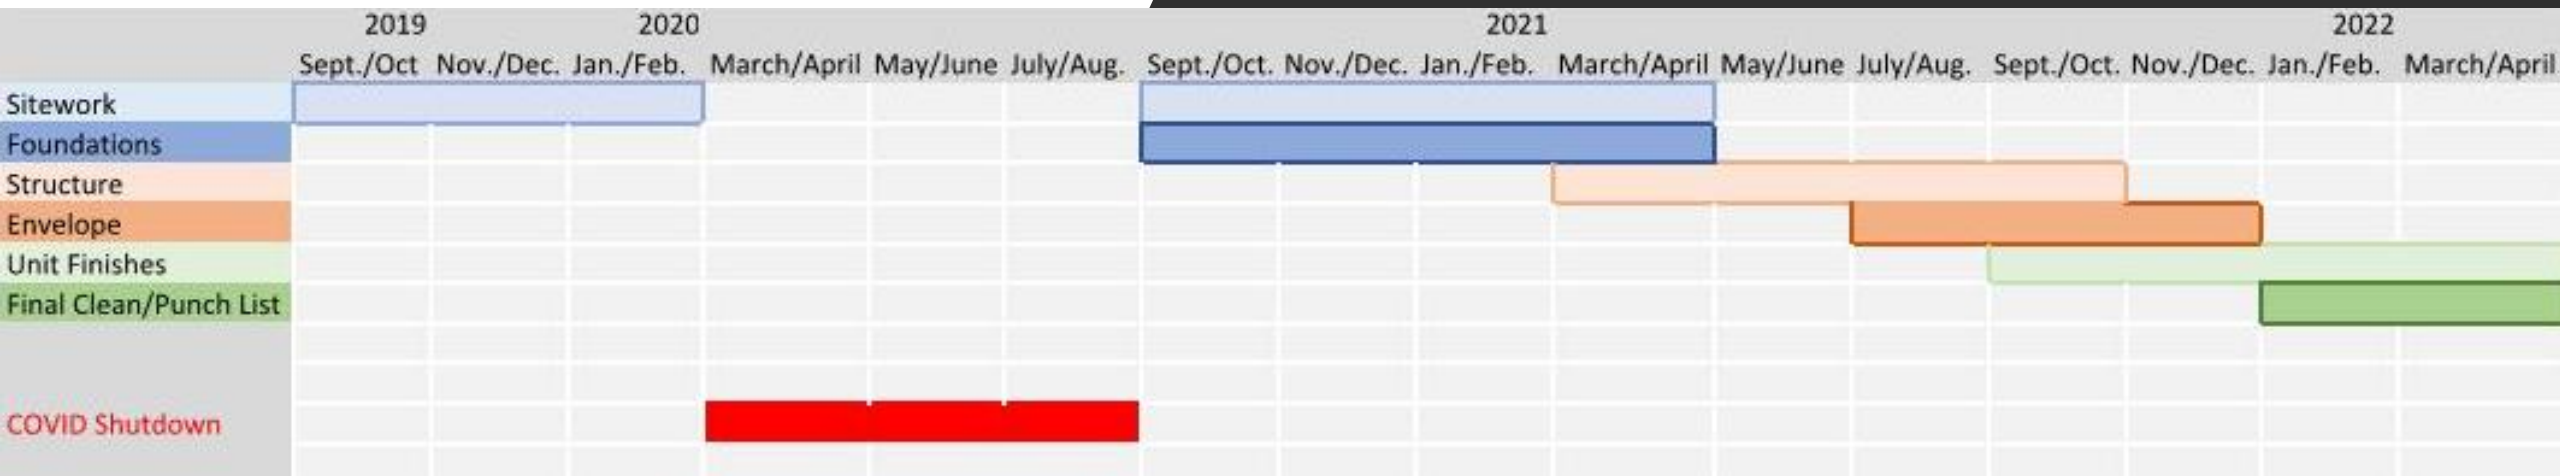 2019 2020 2021 2022
Sept./Oct Nov./Dec. Jan./Feb. March/April May/June July/Aug. Sept./Oct. Nov./Dec. Jan./Feb. March/April May/June July/Aug. Sept./Oct. Nov./Dec. Jan./Feb. March/April
Sitework
Foundations
Structure
Envelope
Unit Finishes
Final Clean/Punch List
COVID Shutdown